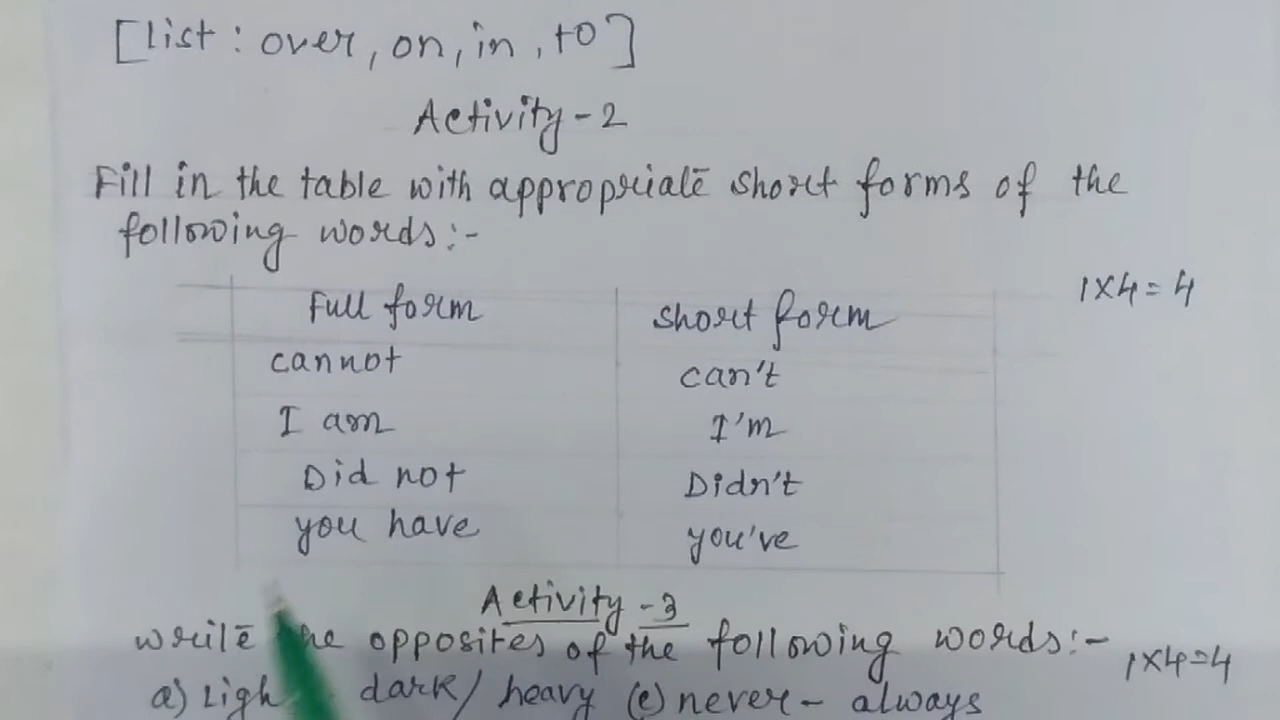 [List: over, on, in, to]
Activity-2
Fill in the table with appropriate short forms of the
following words:-
1x4=4
Full form short form
cannot can't
I am I'm
Did not Didn't
you have you've
Activity-3
write the opposites of the following words:-
1x4=4
a) Ligh dark/ heavy (e) never- always